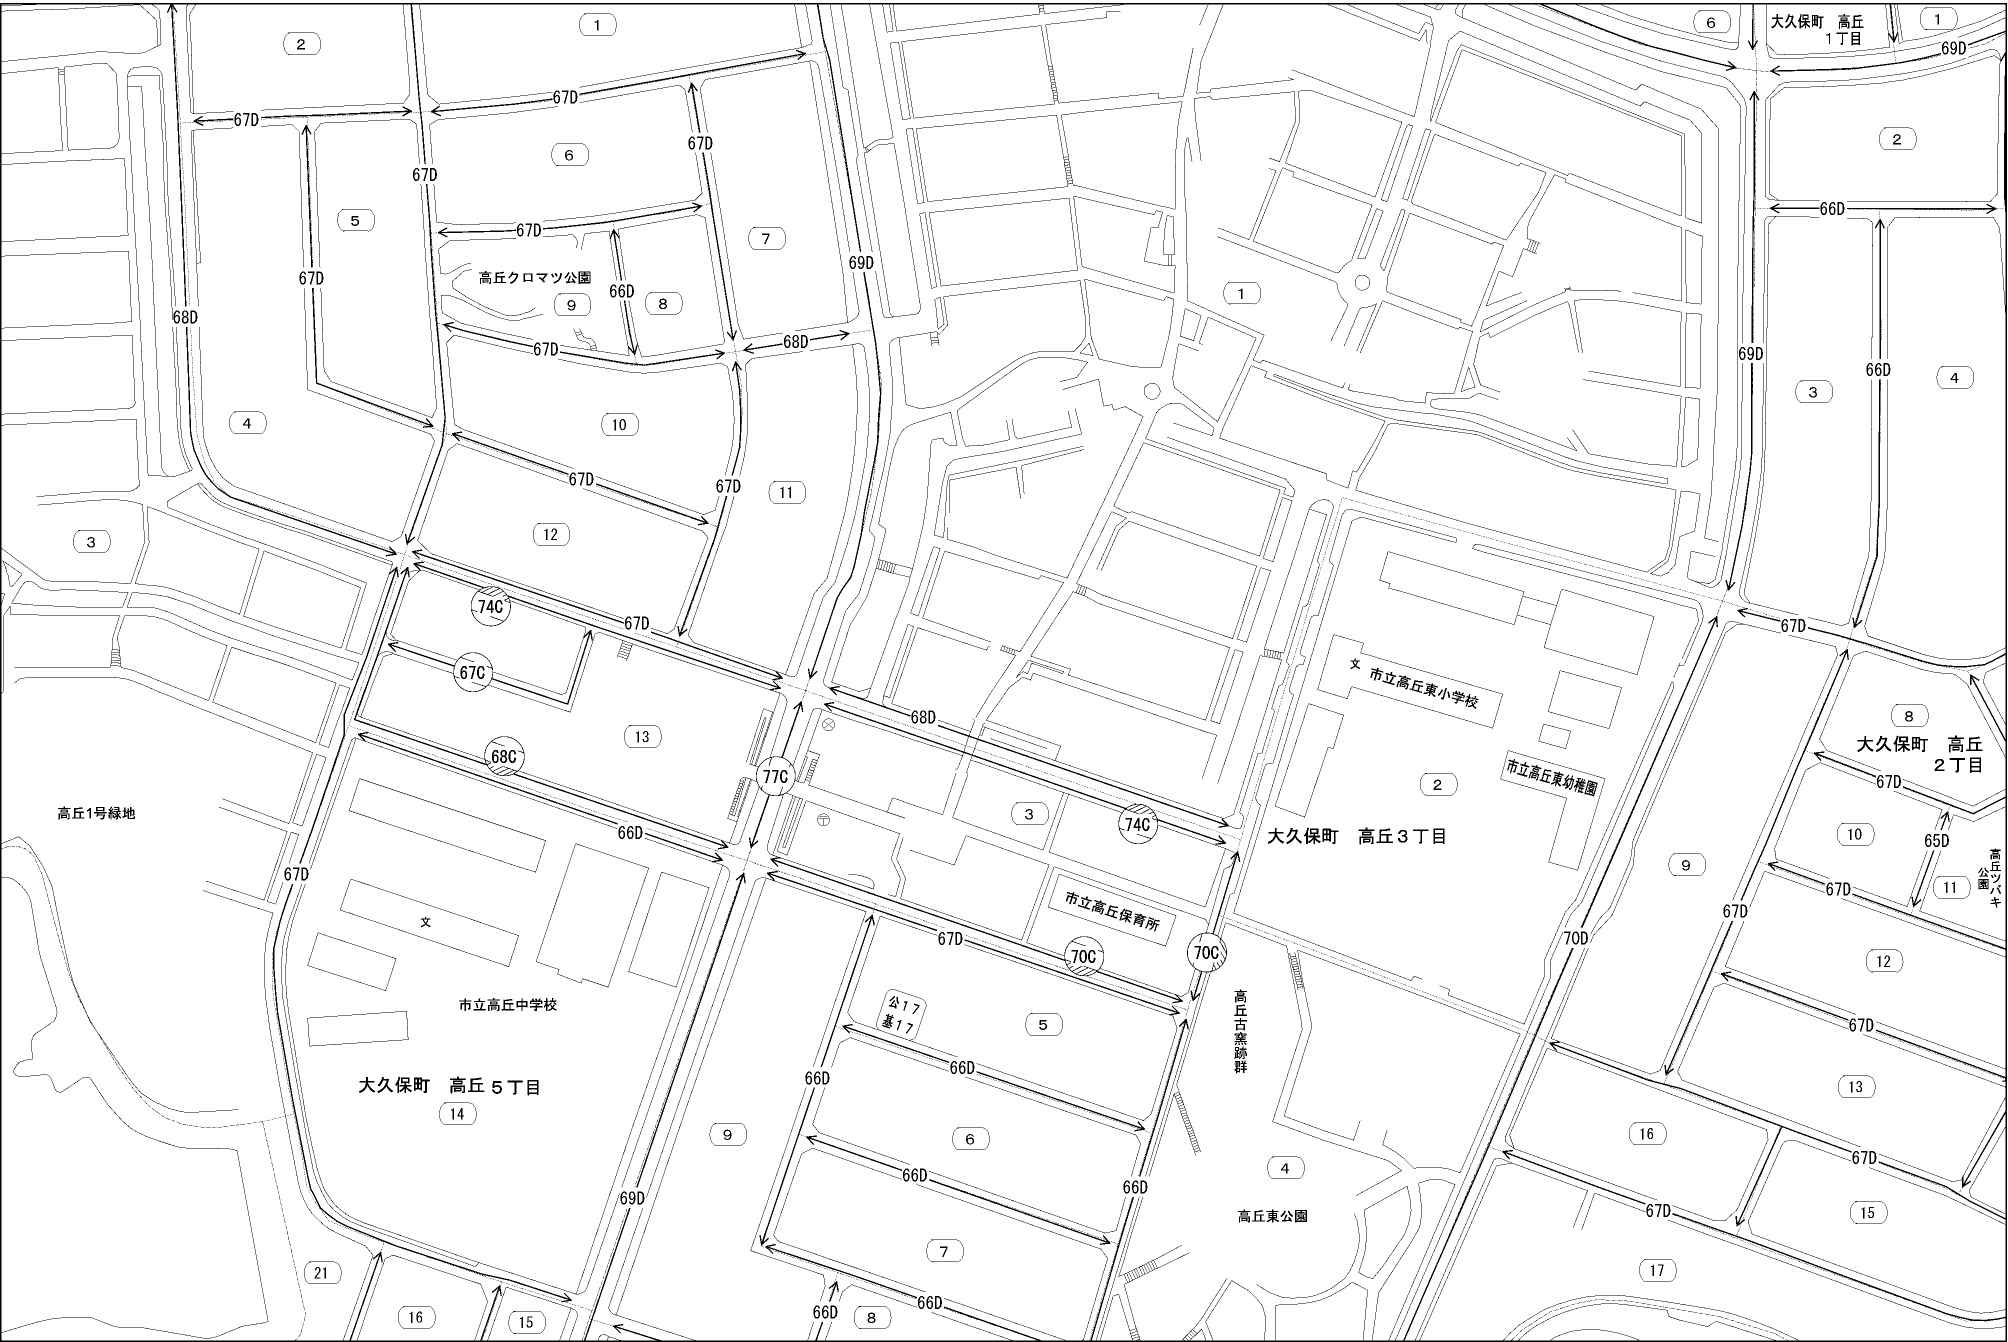 1
2
67D
67D
6
67D
67D
5
7
67D
67D
69D
高丘クロマツ公園
66D
9
8
68D
67D
68D
4
10
67D
67D
11
12
3
74C
67D
67C
13
68C
77C
66D
高丘1号緑地
67D
文
市立高丘中学校
大久保町　高丘５丁目
14
69D
21
16
15
6
大久保町　高丘
1丁目
1
69D
2
66D
1
69D
66D
3
4
67D
文
市立高丘東小学校
68D
8
大久保町　高丘
2丁目
市立高丘東幼稚園
2
67D
3
74C
大久保町　高丘３丁目
10
65D
高丘ツバキ
公園
9
67D
11
市立高丘保育所
67D
67D
70D
70C
70C
12
公17
基17
高丘古窯跡群
5
67D
66D
66D
13
9
6
16
4
66D
66D
67D
67D
15
高丘東公園
7
17
66D
66D
8